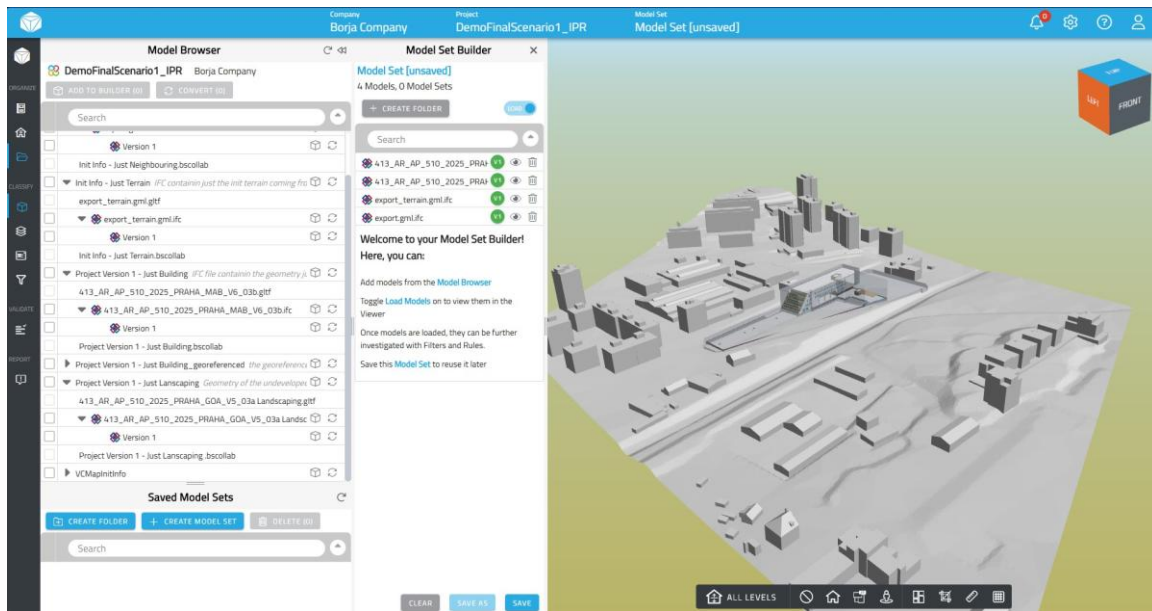 Company
Borja Company
Project
DemoFinalScenario1_IPR
Model Set
Model Set [unsaved]
ORGANIZE
CLASSIFY
VALIDATE
REPORT
Model Browser
DemoFinalScenario1_IPR Borja Company
ADD TO BUILDER (0) CONVERT (0)
Search
Version 1
Init Info - Just Neighbouring.bscollab
Init Info - Just Terrain IFC containin just the init terrain coming fro
export_terrain.gml.gltf
export_terrain.gml.ifc
Version 1
Init Info - Just Terrain.bscollab
Project Version 1 - Just Building IFC file containin the geometry ju
413_AR_AP_510_2025_PRAHA_MAB_V6_03b.gltf
413_AR_AP_510_2025_PRAHA_MAB_V6_03b.ifc
Version 1
Project Version 1 - Just Building.bscollab
Project Version 1 - Just Building_georeferenced the georeferenc
Project Version 1 - Just Lanscaping Geometry of the undevelope
413_AR_AP_510_2025_PRAHA_GOA_V5_03a Landscaping.gltf
413_AR_AP_510_2025_PRAHA_GOA_V5_03a Landsc
Version 1
Project Version 1 - Just Lanscaping .bscollab
VCMapInitInfo
Saved Model Sets
CREATE FOLDER + CREATE MODEL SET DELETE (0)
Search
Model Set Builder
Model Set [unsaved]
4 Models, 0 Model Sets
+ CREATE FOLDER LOAD
Search
413_AR_AP_510_2025_PRAH V1
413_AR_AP_510_2025_PRAH V1
export_terrain.gml.ifc V1
export.gml.ifc V1
Welcome to your Model Set Builder!
Here, you can:
Add models from the Model Browser
Toggle Load Models on to view them in the
Viewer
Once models are loaded, they can be further
investigated with Filters and Rules.
Save this Model Set to reuse it later
CLEAR SAVE AS SAVE
TOP
LEFT
FRONT
ALL LEVELS